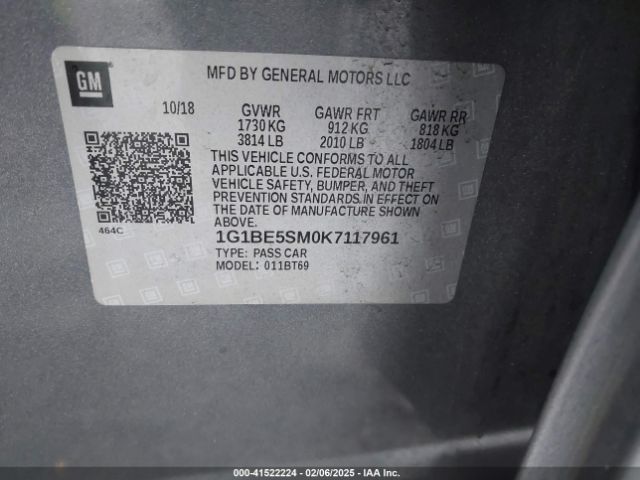 GM
MFD BY GENERAL MOTORS LLC
10/18 GVWR GAWR FRT GAWR RR
1730 KG 912 KG 818 KG
3814 LB 2010 LB 1804 LB
THIS VEHICLE CONFORMS TO ALL
APPLICABLE U.S. FEDERAL MOTOR
VEHICLE SAFETY, BUMPER, AND THEFT
PREVENTION STANDARDS IN EFFECT ON
THE DATE OF MANUFACTURE SHOWN
ABOVE.
464C
1G1BE5SM0K7117961
TYPE: PASS CAR
MODEL: 011BT69
000-41522224 - 02/06/2025 - IAA Inc.